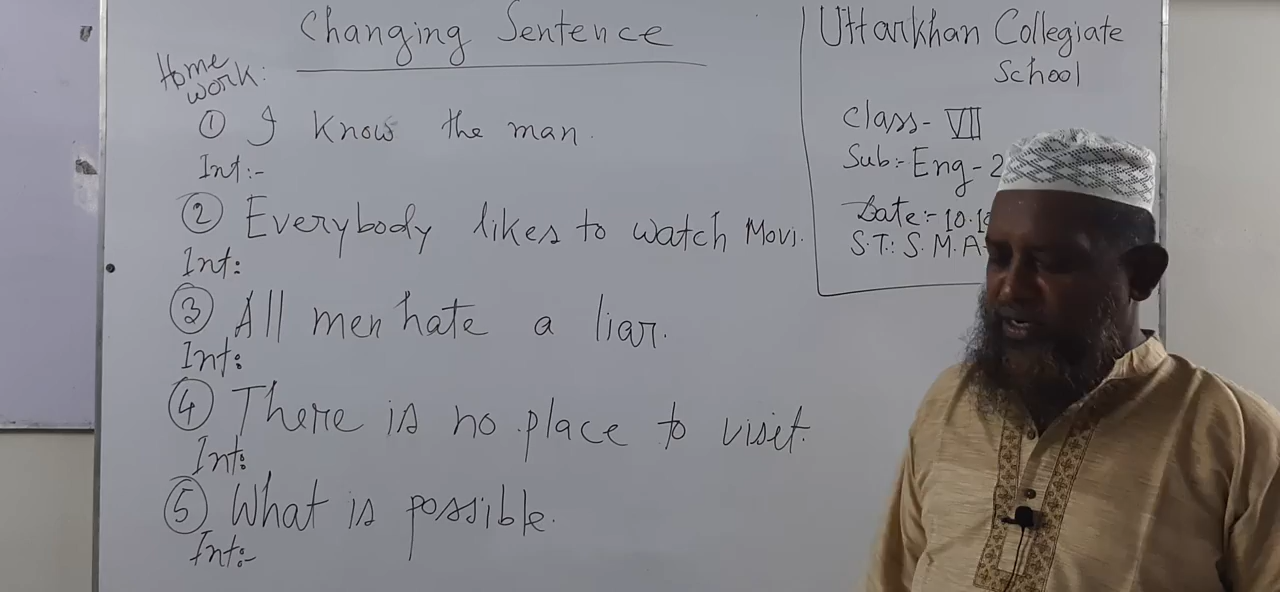 Changing Sentence
Home work:
① I know the man.
Int:-
② Everybody likes to watch Movi.
Int:
③ All men hate a liar.
Int:
④ There is no place to visit.
Int:
⑤ What is possible.
Int:-
Uttarkhan Collegiate
School
Class- VII
Sub:- Eng-2
Date:- 10.
S.T.: S. M. A